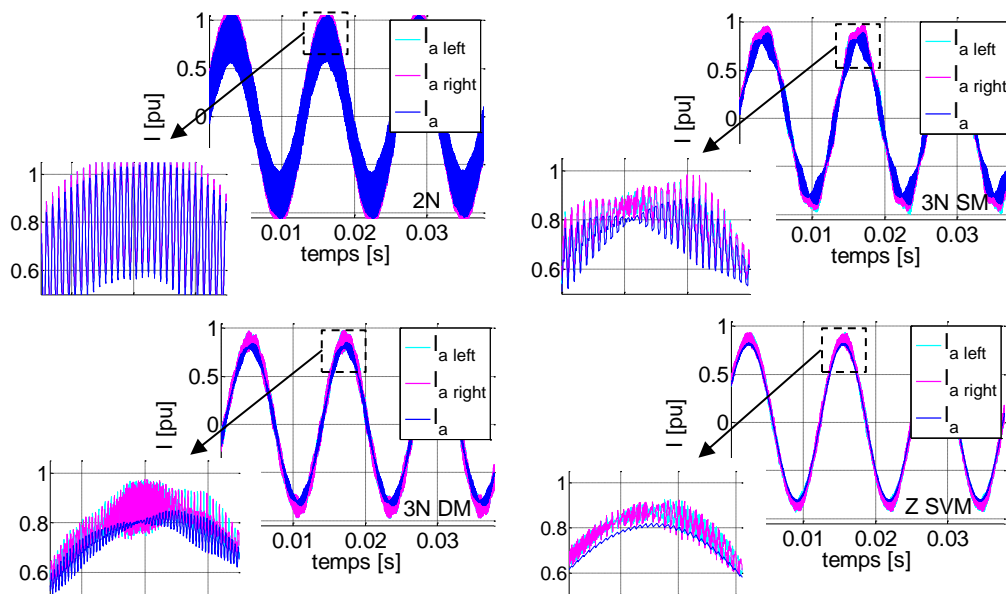 1
0.5
0
I [pu]
I a left
I a right
I a
2N
0.01 0.02 0.03
temps [s]
1
0.8
0.6
1
0.5
0
I [pu]
I a left
I a right
I a
3N SM
0.01 0.02 0.03
temps [s]
1
0.8
0.6
1
0.5
0
I [pu]
I a left
I a right
I a
3N DM
0.01 0.02 0.03
temps [s]
1
0.8
0.6
1
0.5
0
I [pu]
I a left
I a right
I a
Z SVM
0.01 0.02 0.03
temps [s]
1
0.8
0.6